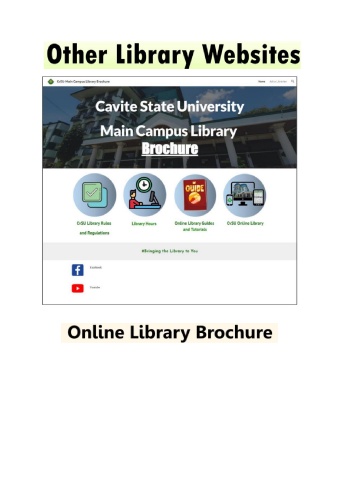 Other Library Websites
CvSU Main Campus Library Brochure
Home
Cavite State University
Main Campus Library
Brochure
GUIDE
CvSU Library Rules
and Regulations
Library Hours
Online Library Guides
and Tutorials
CvSU Online Library
#Bringing the Library to You
Facebook
Youtube
Online Library Brochure